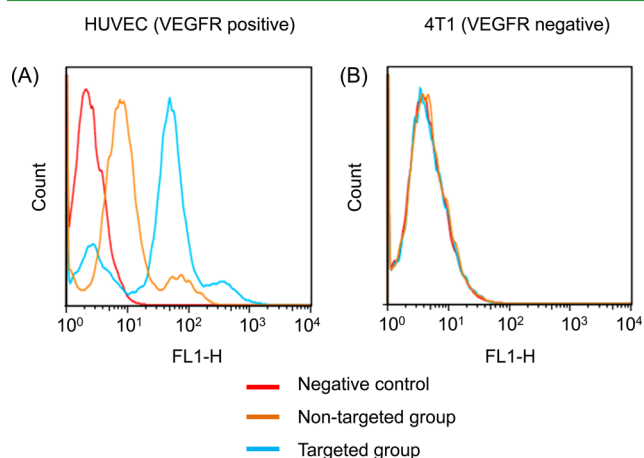 HUVEC (VEGFR positive)
4T1 (VEGFR negative)
(A)
(B)
Count
Count
10⁰ 10¹ 10² 10³ 10⁴
10⁰ 10¹ 10² 10³ 10⁴
FL1-H
FL1-H
Negative control
Non-targeted group
Targeted group